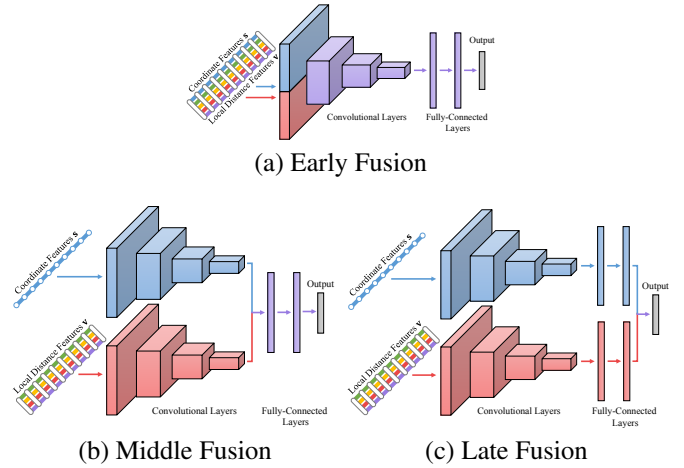 Coordinate Features s
Local Distance Features v
Output
Convolutional Layers
Fully-Connected
Layers
(a) Early Fusion
Coordinate Features s
Local Distance Features v
Output
Convolutional Layers
Fully-Connected
Layers
(b) Middle Fusion
Coordinate Features s
Local Distance Features v
Output
Convolutional Layers
Fully-Connected
Layers
(c) Late Fusion